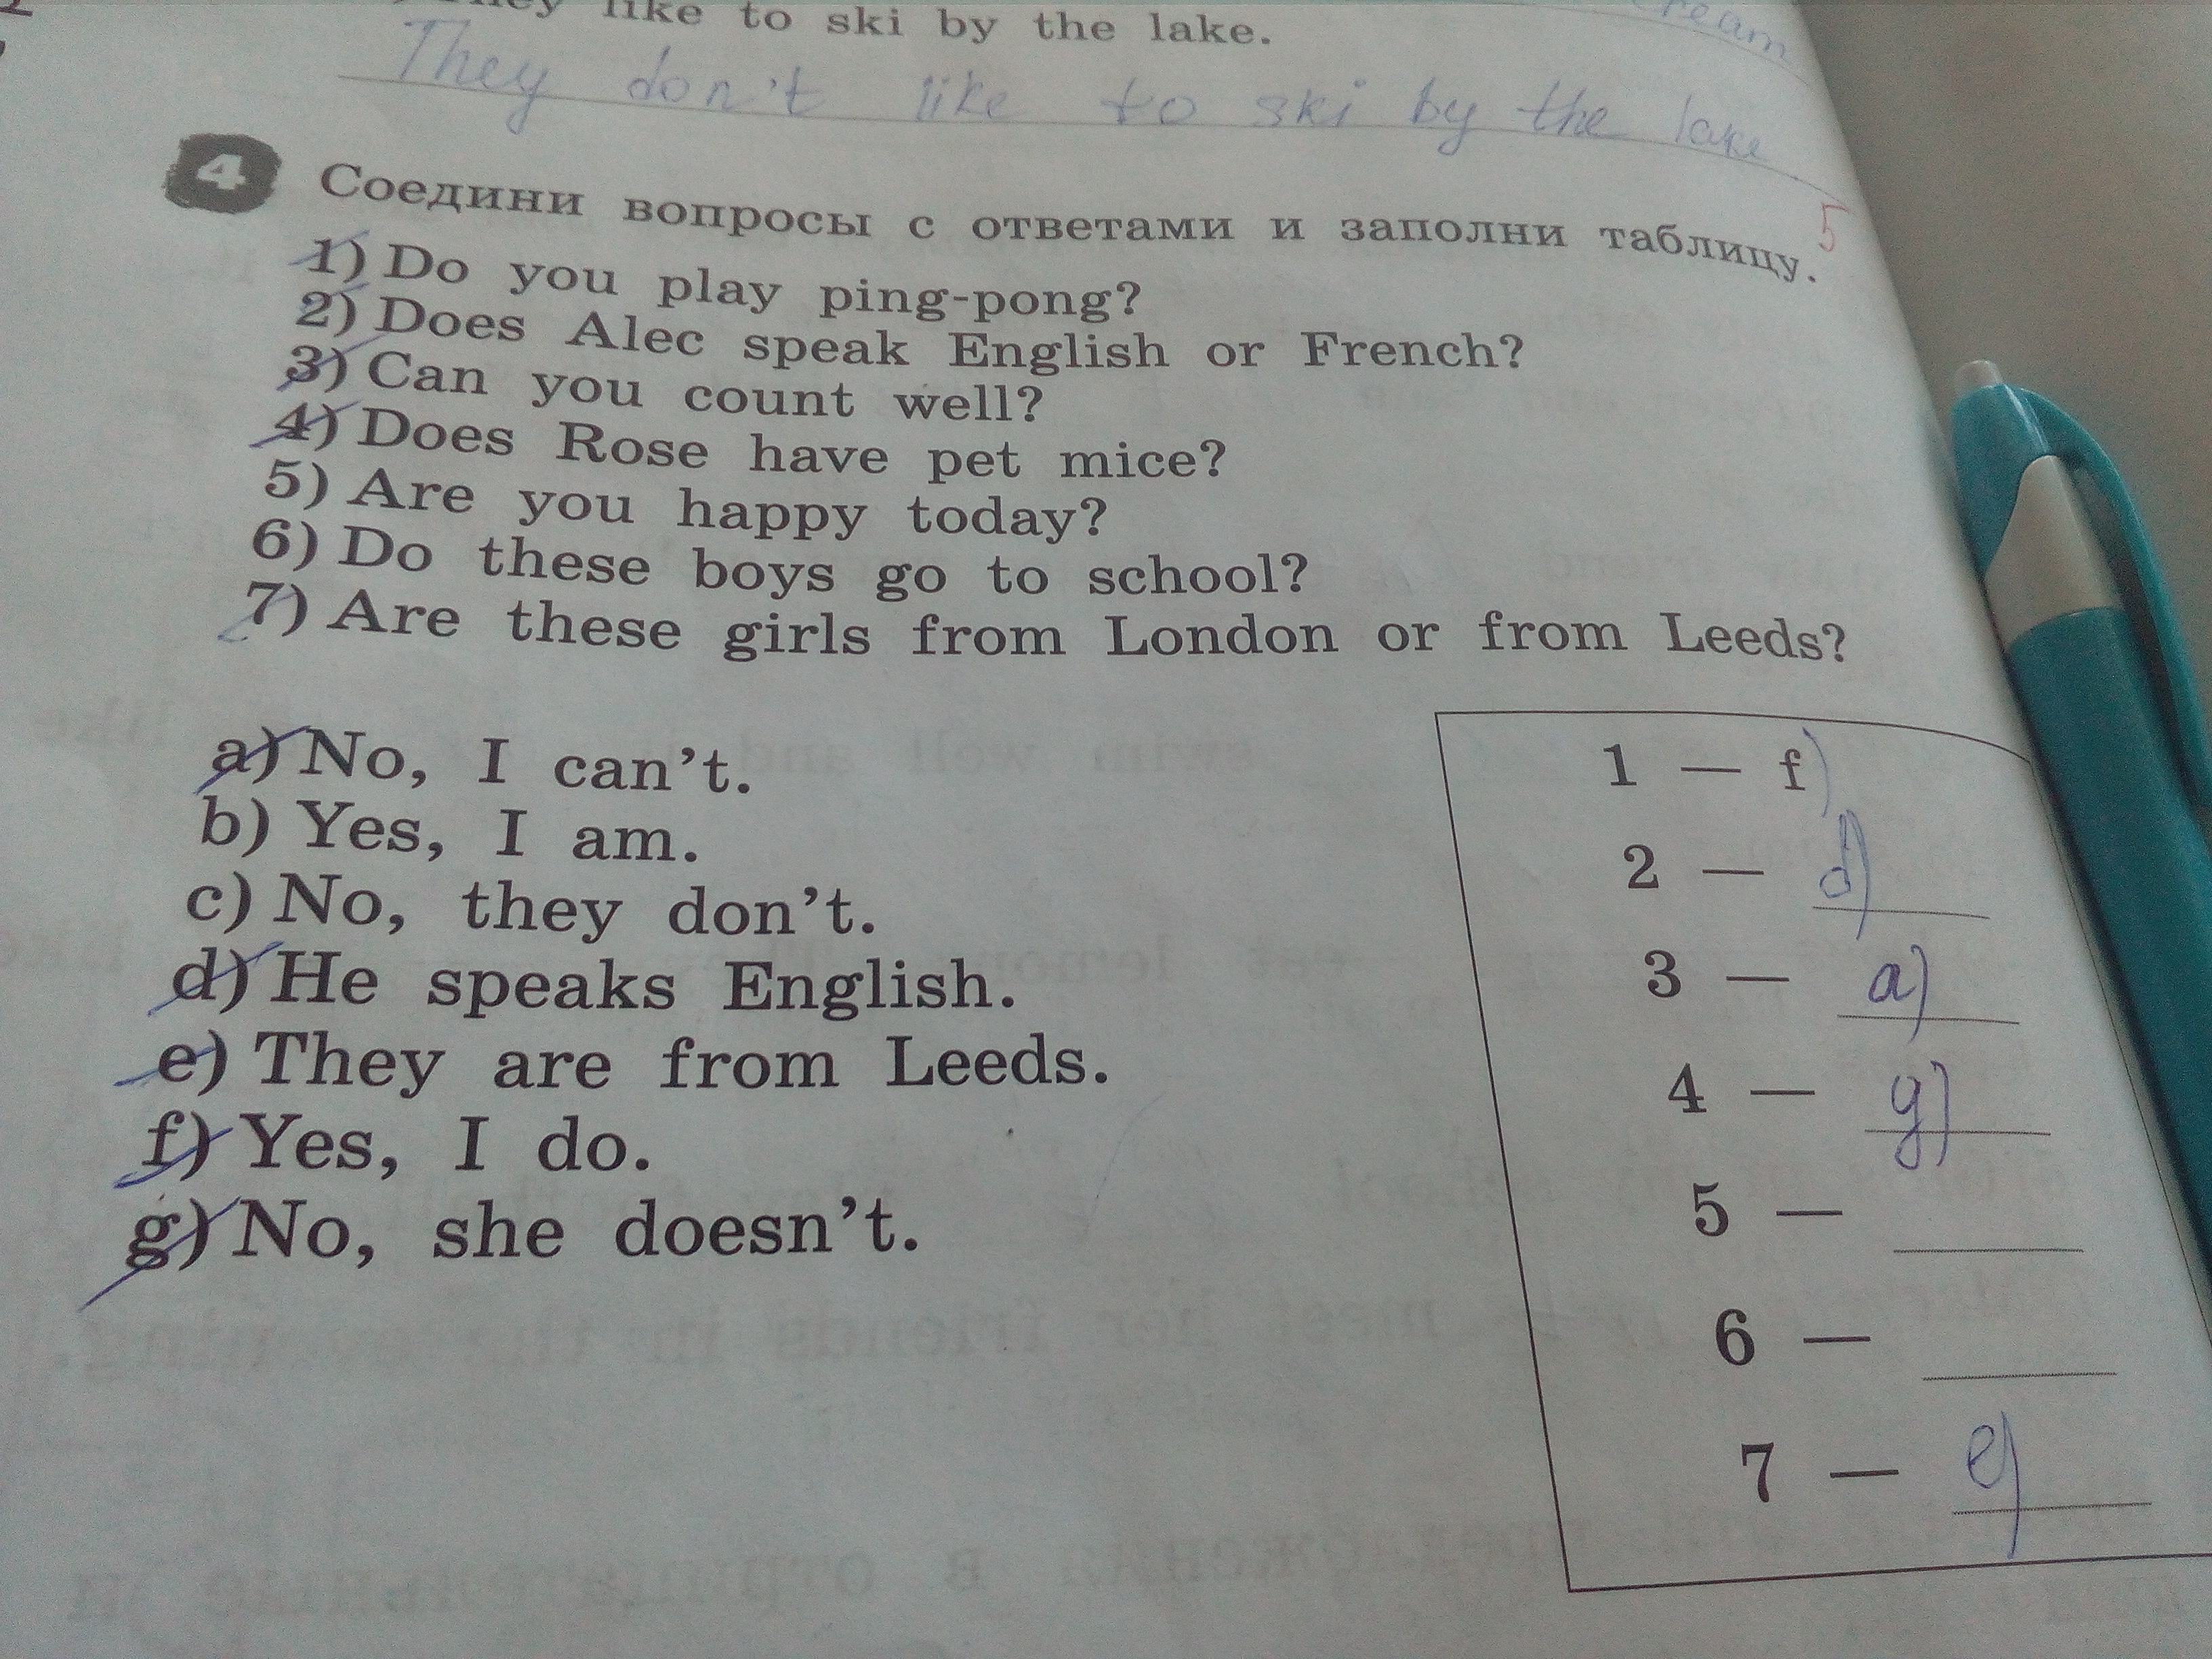 like to ski by the lake.
They don't like to ski by the lake
4 Соедини вопросы с ответами и заполни таблицу. 5
1) Do you play ping-pong?
2) Does Alec speak English or French?
3) Can you count well?
4) Does Rose have pet mice?
5) Are you happy today?
6) Do these boys go to school?
7) Are these girls from London or from Leeds?
a) No, I can't.
b) Yes, I am.
c) No, they don't.
d) He speaks English.
e) They are from Leeds.
f) Yes, I do.
g) No, she doesn't.
1 — f)
2 — d)
3 — a)
4 — g)
5 —
6 —
7 — e)